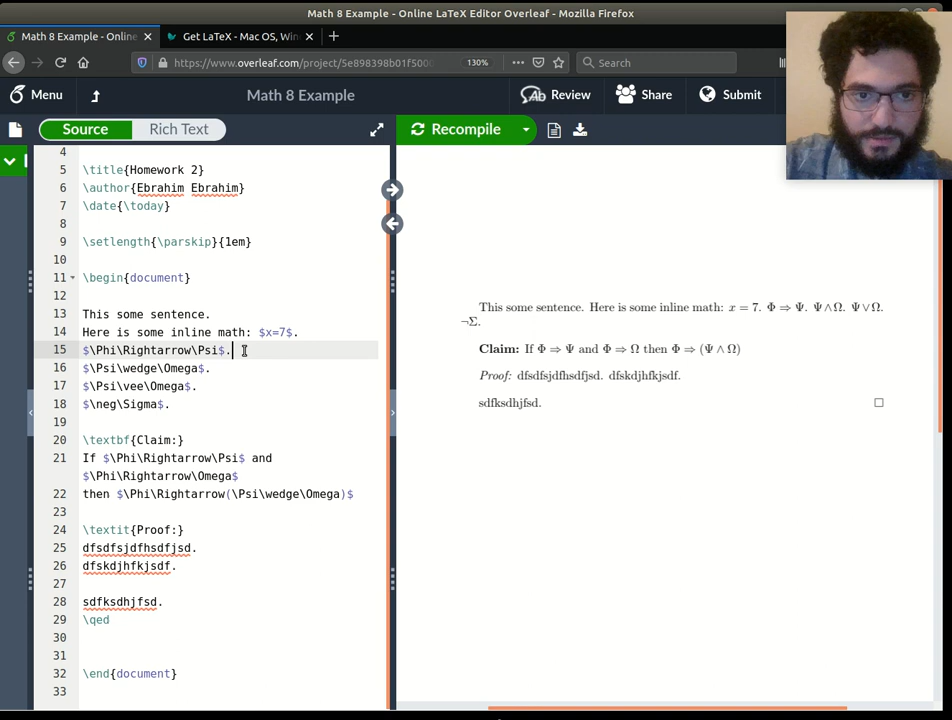 Math 8 Example - Online LaTeX Editor Overleaf - Mozilla Firefox
Math 8 Example - Online
Get LaTeX - Mac OS, Win
https://www.overleaf.com/project/5e898398b01f500
130%
Search
Menu
Math 8 Example
Review
Share
Submit
Source
Rich Text
Recompile
4
5 \title{Homework 2}
6 \author{Ebrahim Ebrahim}
7 \date{\today}
8
9 \setlength{\parskip}{1em}
10
11 \begin{document}
12
13 This some sentence.
14 Here is some inline math: $x=7$.
15 $\Phi\Rightarrow\Psi$.
16 $\Psi\wedge\Omega$.
17 $\Psi\vee\Omega$.
18 $\neg\Sigma$.
19
20 \textbf{Claim:}
21 If $\Phi\Rightarrow\Psi$ and
$\Phi\Rightarrow\Omega$
22 then $\Phi\Rightarrow(\Psi\wedge\Omega)$
23
24 \textit{Proof:}
25 dfsdfsjdfhsdfjsd.
26 dfskdjhfkjsdf.
27
28 sdfksdhjfsd.
29 \qed
30
31
32 \end{document}
33
This some sentence. Here is some inline math: x = 7. Φ ⇒ Ψ. Ψ∧Ω. Ψ∨Ω.
¬Σ.
Claim: If Φ ⇒ Ψ and Φ ⇒ Ω then Φ ⇒ (Ψ ∧ Ω)
Proof: dfsdfsjdfhsdfjsd. dfskdjhfkjsdf.
sdfksdhjfsd. □